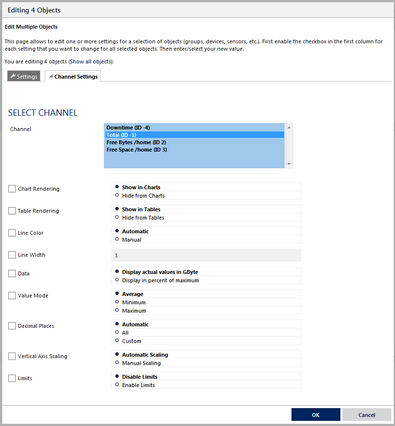 Editing 4 Objects
Edit Multiple Objects
This page allows to edit one or more settings for a selection of objects (groups, devices, sensors, etc.). First enable the checkbox in the first column for
each setting that you want to change for all selected objects. Then enter/select your new value.
You are editing 4 objects (Show all objects):
Settings
Channel Settings
SELECT CHANNEL
Channel
Downtime (ID -4)
Total (ID -1)
Free Bytes /home (ID 2)
Free Space /home (ID 3)
Chart Rendering
Show in Charts
Hide from Charts
Table Rendering
Show in Tables
Hide from Tables
Line Color
Automatic
Manual
Line Width
1
Data
Display actual values in GByte
Display in percent of maximum
Value Mode
Average
Minimum
Maximum
Decimal Places
Automatic
All
Custom
Vertical Axis Scaling
Automatic Scaling
Manual Scaling
Limits
Disable Limits
Enable Limits
OK
Cancel